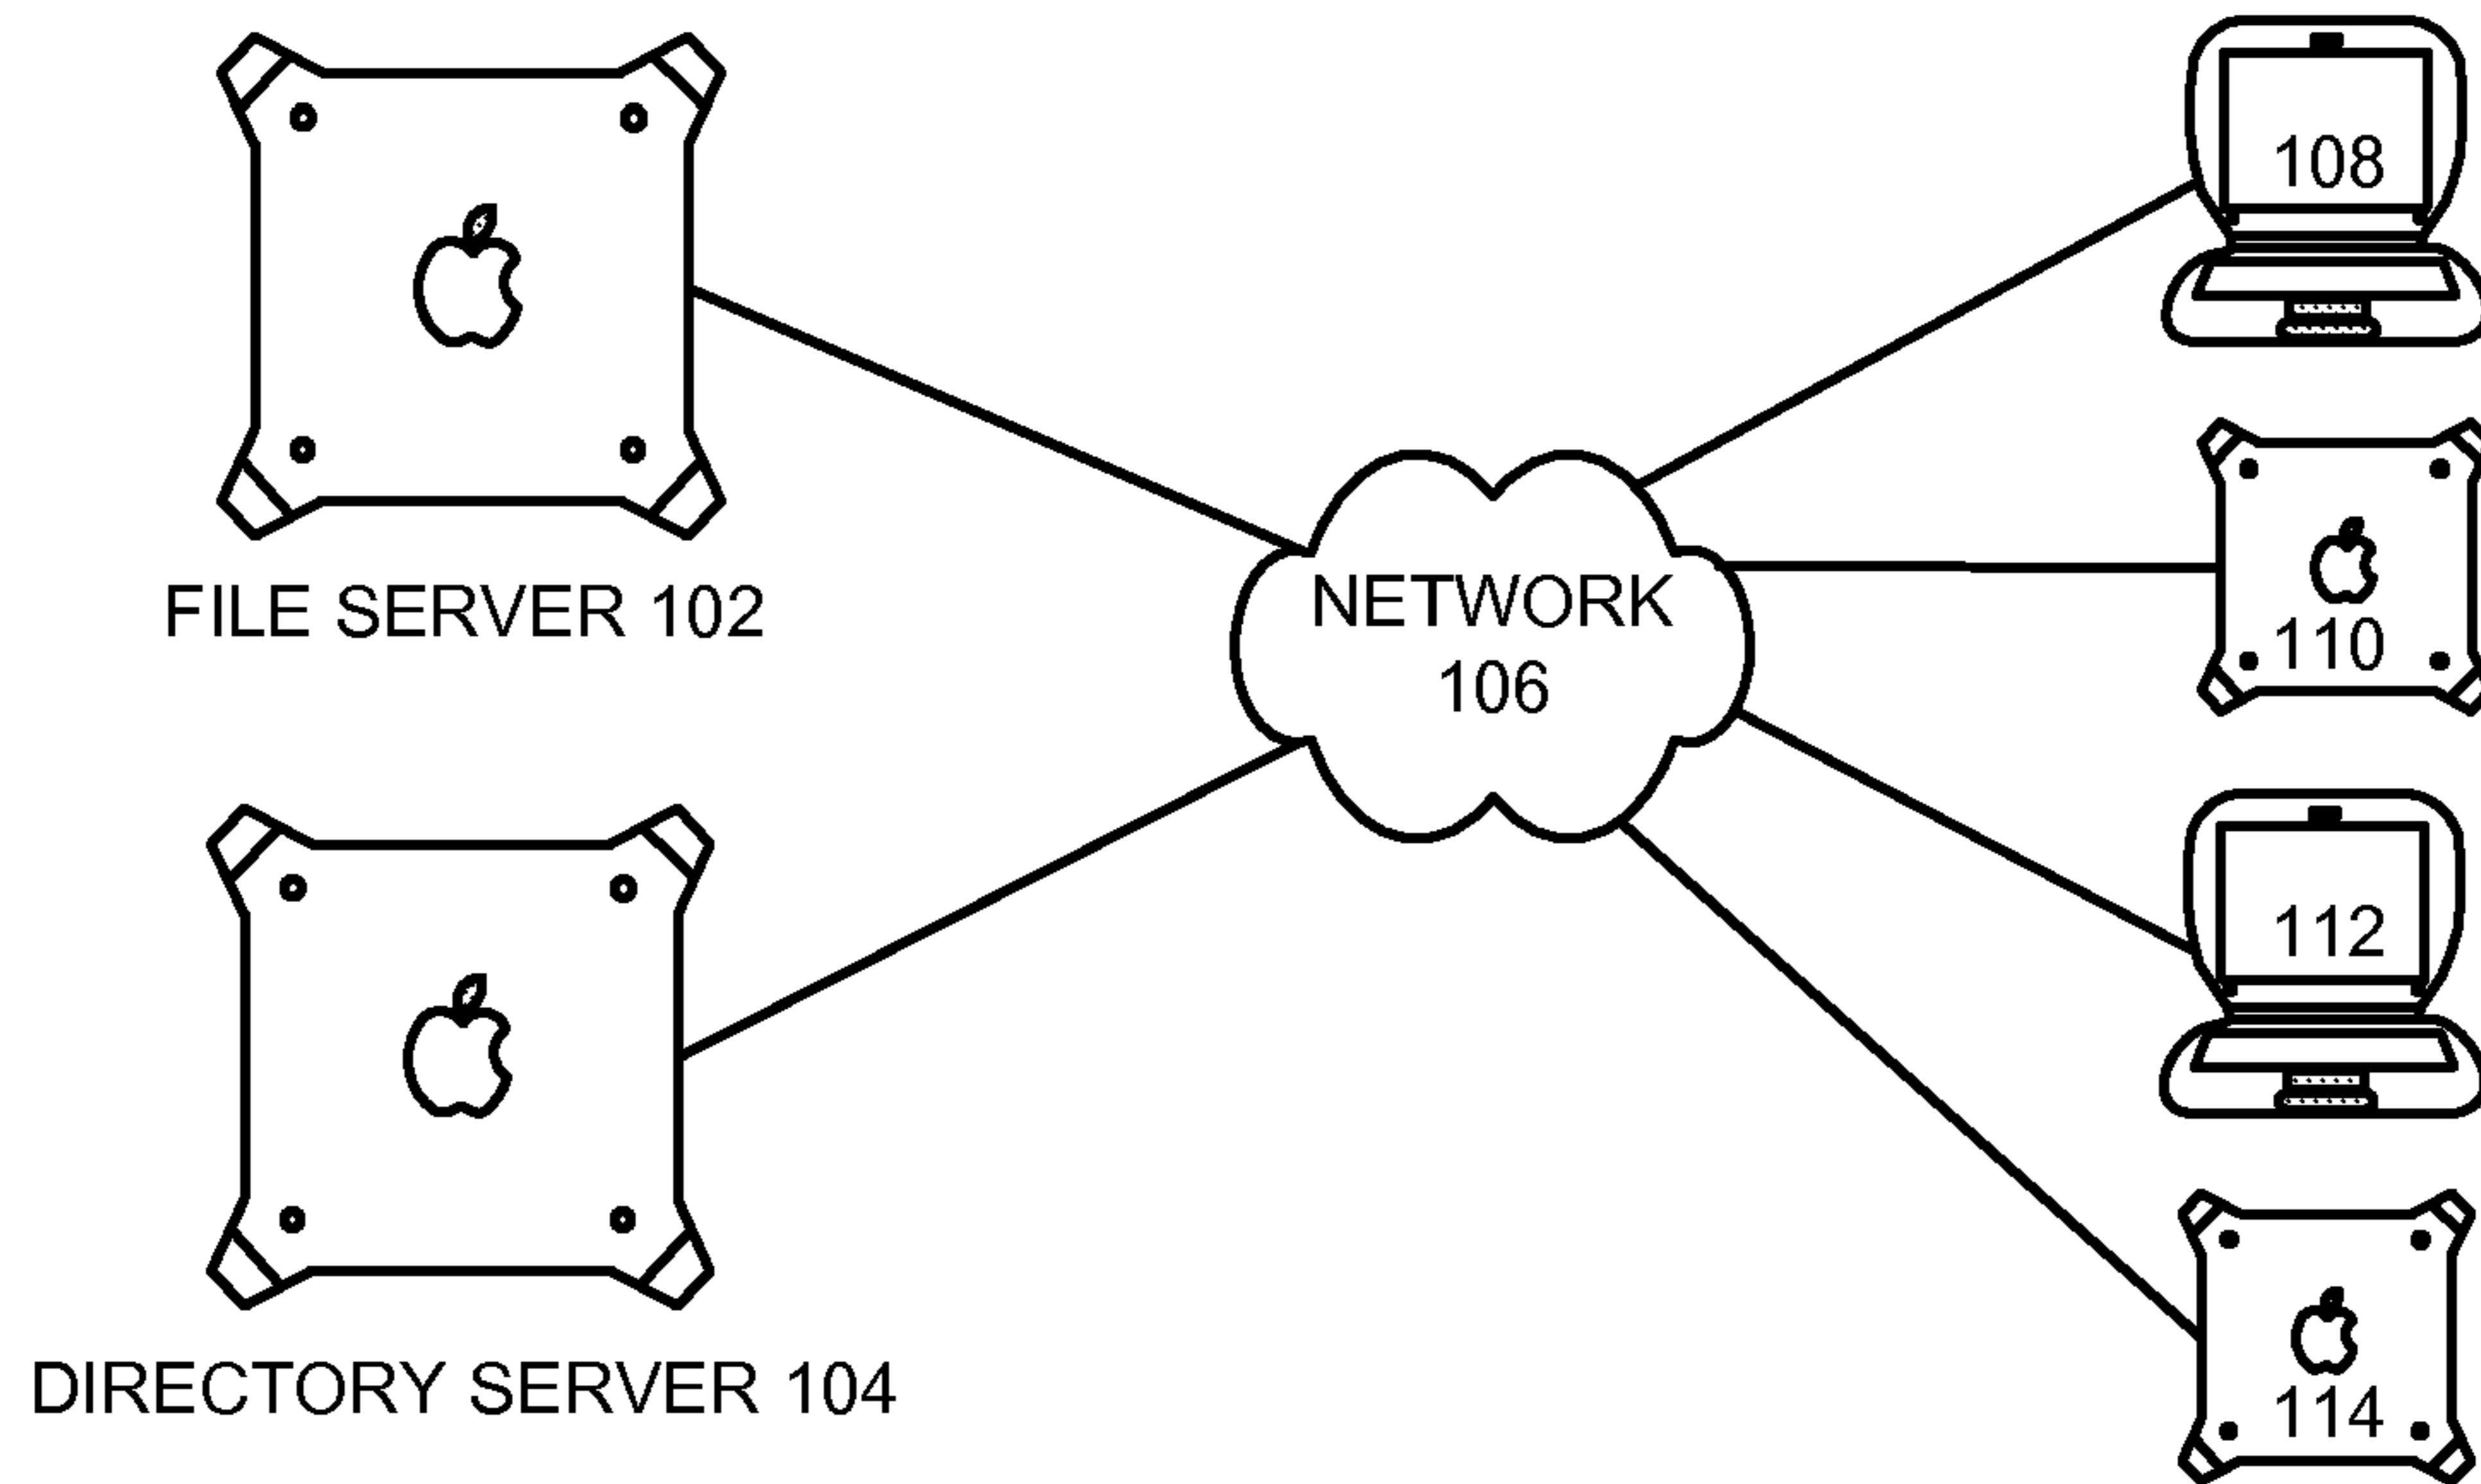 FILE SERVER 102
DIRECTORY SERVER 104
NETWORK
106
108
110
112
114